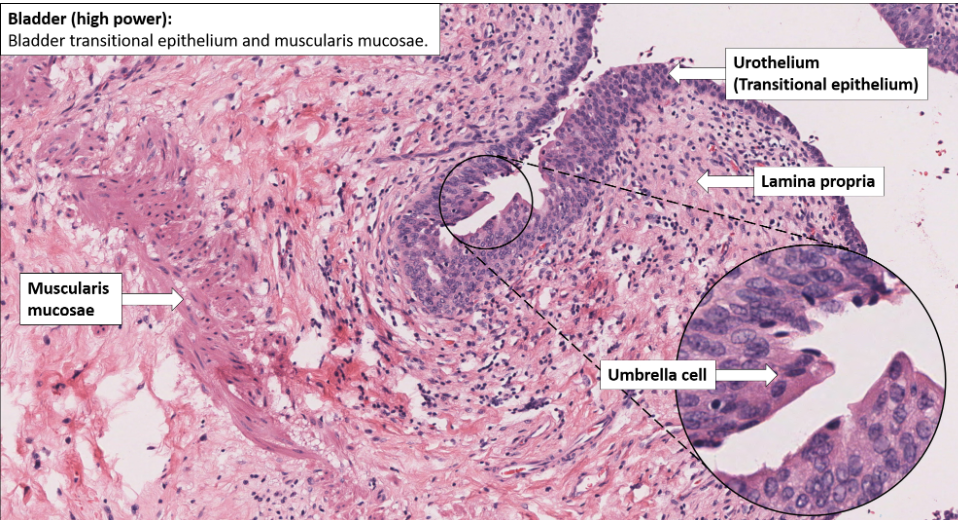 Bladder (high power):
Bladder transitional epithelium and muscularis mucosae.
Urothelium
(Transitional epithelium)
Lamina propria
Muscularis
mucosae
Umbrella cell